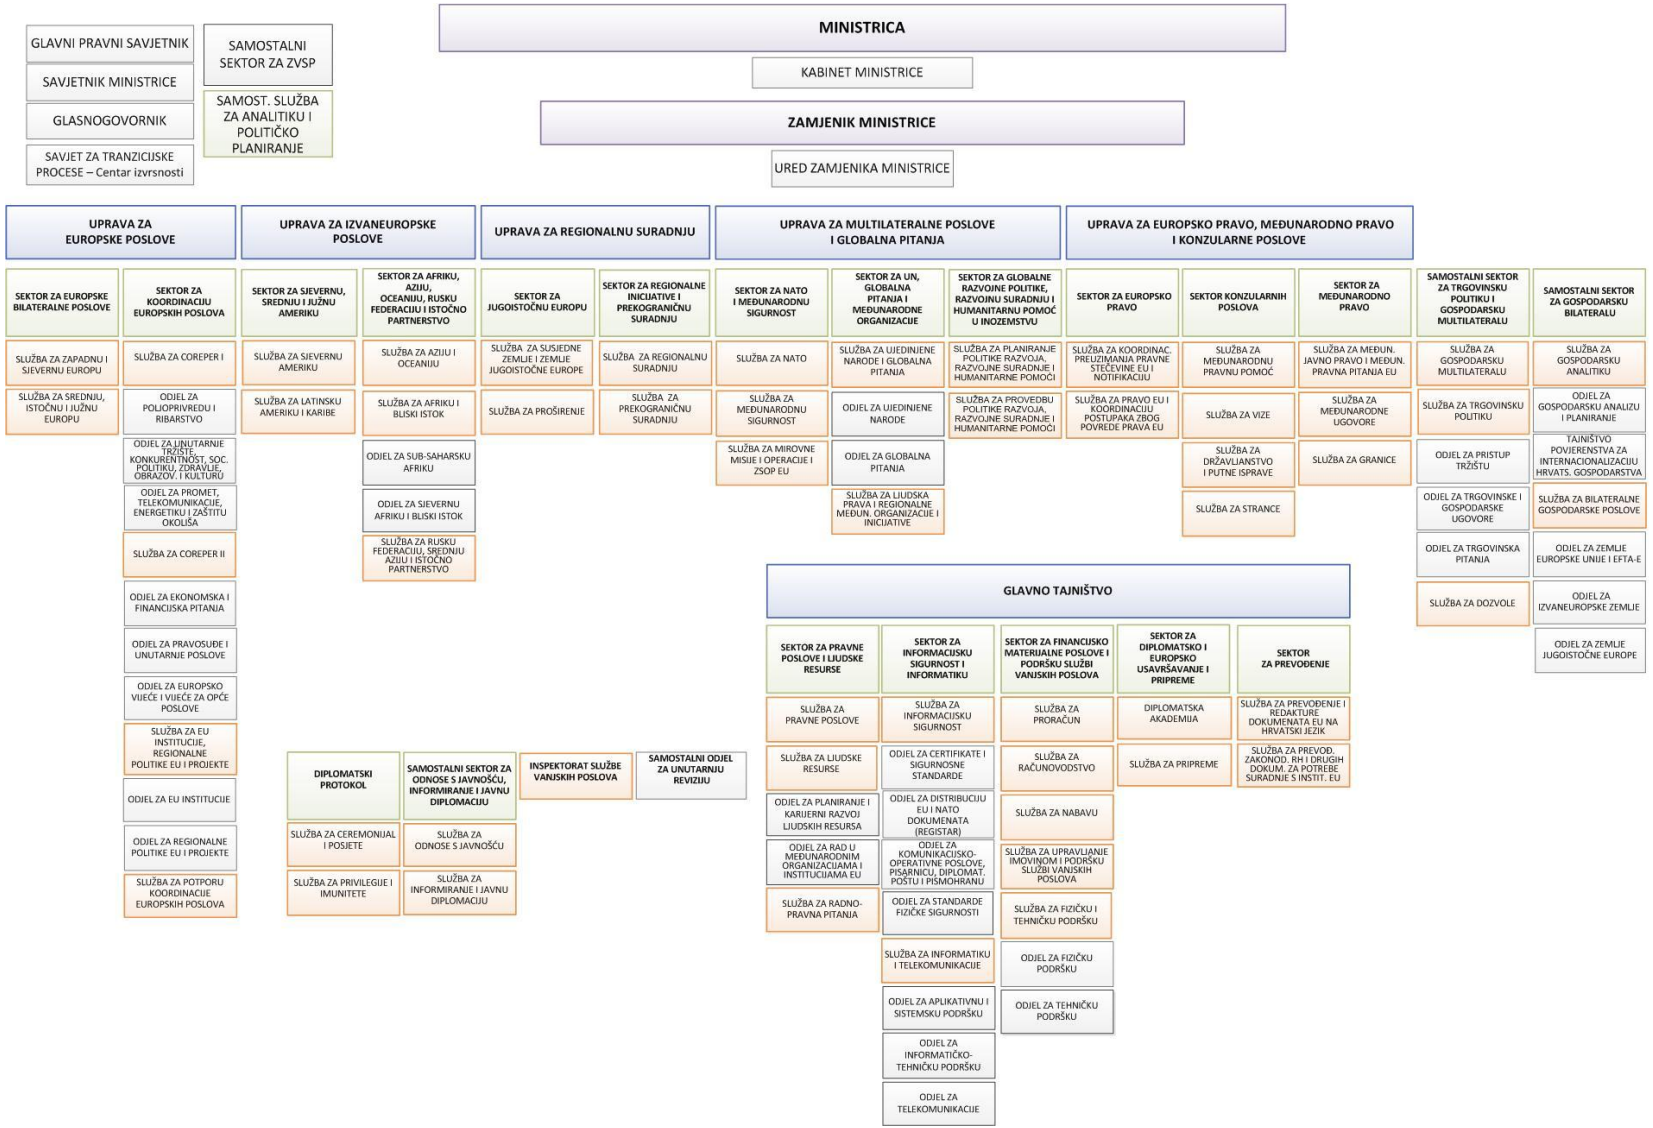 GLAVNI PRAVNI SAVJETNIK
SAVJETNIK MINISTRICE
GLASNOGOVORNIK
SAVJET ZA TRANZICIJSKE
PROCESE – Centar izvrsnosti
SAMOSTALNI
SEKTOR ZA ZVSP
SAMOST. SLUŽBA
ZA ANALITIKU I
POLITIČKO
PLANIRANJE
MINISTRICA
KABINET MINISTRICE
ZAMJENIK MINISTRICE
URED ZAMJENIKA MINISTRICE
UPRAVA ZA
EUROPSKE POSLOVE
SEKTOR ZA EUROPSKE
BILATERALNE POSLOVE
SLUŽBA ZA ZAPADNU I
SJEVERNU EUROPU
SLUŽBA ZA SREDNJU,
ISTOČNU I JUŽNU
EUROPU
SEKTOR ZA
KOORDINACIJU
EUROPSKIH POSLOVA
SLUŽBA ZA COREPER I
ODJEL ZA
POLJOPRIVREDU I
RIBARSTVO
ODJEL ZA UNUTARNJE
TRŽIŠTE,
KONKURENTNOST, SOC.
POLITIKU, ZDRAVLJE,
OBRAZOV. I KULTURU
ODJEL ZA PROMET,
TELEKOMUNIKACIJE,
ENERGETIKU I ZAŠTITU
OKOLIŠA
SLUŽBA ZA COREPER II
ODJEL ZA EKONOMSKA I
FINANCIJSKA PITANJA
ODJEL ZA PRAVOSUĐE I
UNUTARNJE POSLOVE
ODJEL ZA EUROPSKO
VIJEĆE I VIJEĆE ZA OPĆE
POSLOVE
SLUŽBA ZA EU
INSTITUCIJE,
REGIONALNE
POLITIKE EU I PROJEKTE
ODJEL ZA EU INSTITUCIJE
ODJEL ZA REGIONALNE
POLITIKE EU I PROJEKTE
SLUŽBA ZA POTPORU
KOORDINACIJE
EUROPSKIH POSLOVA
UPRAVA ZA IZVANEUROPSKE
POSLOVE
SEKTOR ZA SJEVERNU,
SREDNJU I JUŽNU
AMERIKU
SLUŽBA ZA SJEVERNU
AMERIKU
SLUŽBA ZA LATINSKU
AMERIKU I KARIBE
SEKTOR ZA AFRIKU,
AZIJU,
OCEANIJU, RUSKU
FEDERACIJU I ISTOČNO
PARTNERSTVO
SLUŽBA ZA AZIJU I
OCEANIJU
SLUŽBA ZA AFRIKU I
BLISKI ISTOK
ODJEL ZA SUB-SAHARSKU
AFRIKU
ODJEL ZA SJEVERNU
AFRIKU I BLISKI ISTOK
SLUŽBA ZA RUSKU
FEDERACIJU, SREDNJU
AZIJU I ISTOČNO
PARTNERSTVO
UPRAVA ZA REGIONALNU SURADNJU
SEKTOR ZA
JUGOISTOČNU EUROPU
SLUŽBA ZA SUSJEDNE
ZEMLJE I ZEMLJE
JUGOISTOČNE EUROPE
SLUŽBA ZA PROŠIRENJE
SEKTOR ZA REGIONALNE
INICIJATIVE I
PREKOGRANIČNU
SURADNJU
SLUŽBA ZA REGIONALNU
SURADNJU
SLUŽBA ZA
PREKOGRANIČNU
SURADNJU
UPRAVA ZA MULTILATERALNE POSLOVE
I GLOBALNA PITANJA
SEKTOR ZA NATO
I MEĐUNARODNU
SIGURNOST
SLUŽBA ZA NATO
SLUŽBA ZA
MEĐUNARODNU
SIGURNOST
SLUŽBA ZA MIROVNE
MISIJE I OPERACIJE I
ZSOP EU
SEKTOR ZA UN,
GLOBALNA
PITANJA I
MEĐUNARODNE
ORGANIZACIJE
SLUŽBA ZA UJEDINJENE
NARODE I GLOBALNA
PITANJA
ODJEL ZA UJEDINJENE
NARODE
ODJEL ZA GLOBALNA
PITANJA
SLUŽBA ZA LJUDSKA
PRAVA I REGIONALNE
MEĐUN. ORGANIZACIJE I
INICIJATIVE
SEKTOR ZA GLOBALNE
RAZVOJNE POLITIKE,
RAZVOJNU SURADNJU I
HUMANITARNU POMOĆ
U INOZEMSTVU
SLUŽBA ZA PLANIRANJE
POLITIKE RAZVOJA,
RAZVOJNE SURADNJE I
HUMANITARNE POMOĆI
SLUŽBA ZA PROVEDBU
POLITIKE RAZVOJA,
RAZVOJNE SURADNJE I
HUMANITARNE POMOĆI
UPRAVA ZA EUROPSKO PRAVO, MEĐUNARODNO PRAVO
I KONZULARNE POSLOVE
SEKTOR ZA EUROPSKO
PRAVO
SLUŽBA ZA KOORDINAC.
PREUZIMANJA PRAVNE
STEČEVINE EU I
NOTIFIKACIJU
SLUŽBA ZA PRAVO EU I
KOORDINACIJU
POSTUPAKA ZBOG
POVREDE PRAVA EU
SEKTOR KONZULARNIH
POSLOVA
SLUŽBA ZA
MEĐUNARODNU
PRAVNU POMOĆ
SLUŽBA ZA VIZE
SLUŽBA ZA
DRŽAVLJANSTVO
I PUTNE ISPRAVE
SLUŽBA ZA STRANCE
SEKTOR ZA
MEĐUNARODNO
PRAVO
SLUŽBA ZA MEĐUN.
JAVNO PRAVO I MEĐUN.
PRAVNA PITANJA EU
SLUŽBA ZA
MEĐUNARODNE
UGOVORE
SLUŽBA ZA GRANICE
SAMOSTALNI SEKTOR
ZA TRGOVINSKU
POLITIKU I
GOSPODARSKU
MULTILATERALU
SLUŽBA ZA
GOSPODARSKU
MULTILATERALU
SLUŽBA ZA TRGOVINSKU
POLITIKU
ODJEL ZA PRISTUP
TRŽIŠTU
ODJEL ZA TRGOVINSKE I
GOSPODARSKE
UGOVORE
ODJEL ZA TRGOVINSKA
PITANJA
SLUŽBA ZA DOZVOLE
SAMOSTALNI SEKTOR
ZA GOSPODARSKU
BILATERALU
SLUŽBA ZA
GOSPODARSKU
ANALITIKU
ODJEL ZA
GOSPODARSKU ANALIZU
I PLANIRANJE
TAJNIŠTVO
POVJERENSTVA ZA
INTERNACIONALIZACIJU
HRVATS. GOSPODARSTVA
SLUŽBA ZA BILATERALNE
GOSPODARSKE POSLOVE
ODJEL ZA ZEMLJE
EUROPSKE UNIJE I EFTA-E
ODJEL ZA
IZVANEUROPSKE ZEMLJE
ODJEL ZA ZEMLJE
JUGOISTOČNE EUROPE
GLAVNO TAJNIŠTVO
SEKTOR ZA PRAVNE
POSLOVE I LJUDSKE
RESURSE
SLUŽBA ZA
PRAVNE POSLOVE
SLUŽBA ZA LJUDSKE
RESURSE
ODJEL ZA PLANIRANJE I
KARIJERNI RAZVOJ
LJUDSKIH RESURSA
ODJEL ZA RAD U
MEĐUNARODNIM
ORGANIZACIJAMA I
INSTITUCIJAMA EU
SLUŽBA ZA RADNO-
PRAVNA PITANJA
SEKTOR ZA
INFORMACIJSKU
SIGURNOST I
INFORMATIKU
SLUŽBA ZA
INFORMACIJSKU
SIGURNOST
ODJEL ZA CERTIFIKATE I
SIGURNOSNE
STANDARDE
ODJEL ZA DISTRIBUCIJU
EU I NATO
DOKUMENATA
(REGISTAR)
ODJEL ZA
KOMUNIKACIJSKO-
OPERATIVNE POSLOVE,
PISARNICU, DIPLOMAT.
POŠTU I PISMOHRANU
ODJEL ZA STANDARDE
FIZIČKE SIGURNOSTI
SLUŽBA ZA INFORMATIKU
I TELEKOMUNIKACIJE
ODJEL ZA APLIKATIVNU I
SISTEMSKU PODRŠKU
ODJEL ZA
INFORMATIČKO-
TEHNIČKU PODRŠKU
ODJEL ZA
TELEKOMUNIKACIJE
SEKTOR ZA FINANCIJSKO
MATERIJALNE POSLOVE I
PODRŠKU SLUŽBI
VANJSKIH POSLOVA
SLUŽBA ZA
PRORAČUN
SLUŽBA ZA
RAČUNOVODSTVO
SLUŽBA ZA NABAVU
SLUŽBA ZA UPRAVLJANJE
IMOVINOM I PODRŠKU
SLUŽBI VANJSKIH
POSLOVA
SLUŽBA ZA FIZIČKU I
TEHNIČKU PODRŠKU
ODJEL ZA FIZIČKU
PODRŠKU
ODJEL ZA TEHNIČKU
PODRŠKU
SEKTOR ZA
DIPLOMATSKO I
EUROPSKO
USAVRŠAVANJE I
PRIPREME
DIPLOMATSKA
AKADEMIJA
SLUŽBA ZA PRIPREME
SEKTOR
ZA PREVOĐENJE
SLUŽBA ZA PREVOĐENJE I
REDAKTURE
DOKUMENATA EU NA
HRVATSKI JEZIK
SLUŽBA ZA PREVOĐ.
ZAKONOD. RH I DRUGIH
DOKUM. ZA POTREBE
SURADNJE S INSTIT. EU
DIPLOMATSKI
PROTOKOL
SLUŽBA ZA CEREMONIJAL
I POSJETE
SLUŽBA ZA PRIVILEGIJE I
IMUNITETE
SAMOSTALNI SEKTOR ZA
ODNOSE S JAVNOŠĆU,
INFORMIRANJE I JAVNU
DIPLOMACIJU
SLUŽBA ZA
ODNOSE S JAVNOŠĆU
SLUŽBA ZA
INFORMIRANJE I JAVNU
DIPLOMACIJU
INSPEKTORAT SLUŽBE
VANJSKIH POSLOVA
SAMOSTALNI ODJEL
ZA UNUTARNJU
REVIZIJU